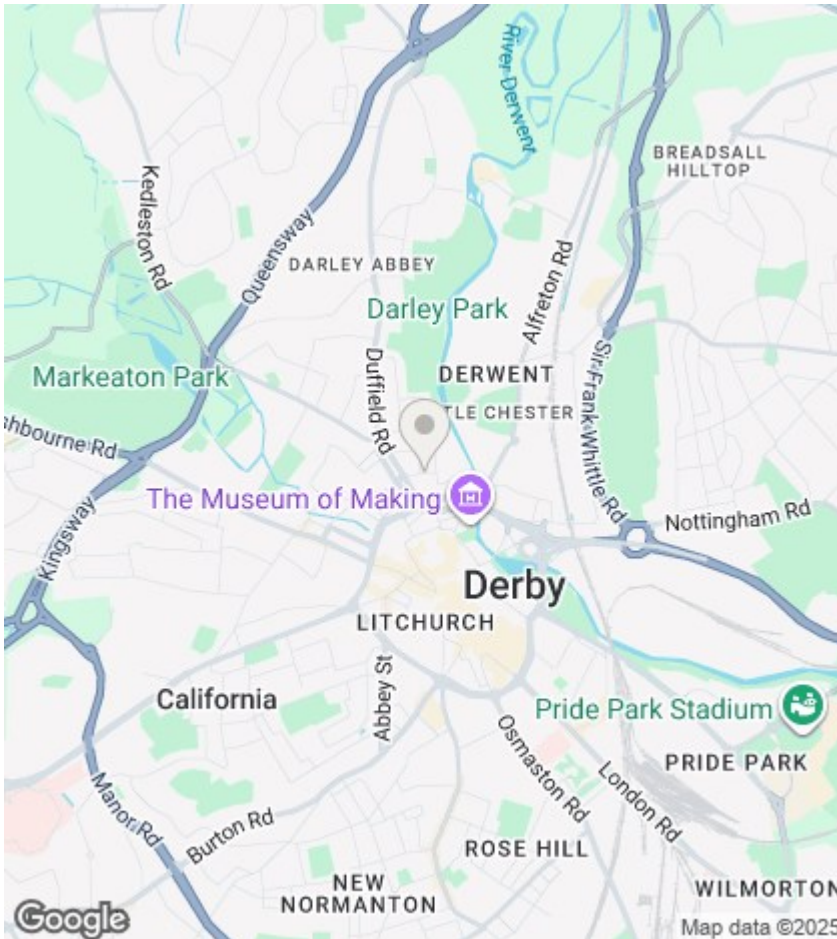 River Derwent
BREADSALL
HILLTOP
Kedleston Rd
Queensway
DARLEY ABBEY
Alfreton Rd
Darley Park
Sir Frank Whittle Rd
Markeaton Park
Duffield Rd
DERWENT
TLE CHESTER
shbourne Rd
The Museum of Making
Nottingham Rd
Kingsway
Derby
LITCHURCH
Abbey St
California
Pride Park Stadium
Osmaston Rd
PRIDE PARK
London Rd
Manor Rd
Burton Rd
ROSE HILL
NEW
NORMANTON
WILMORTON
Google
Map data ©2025